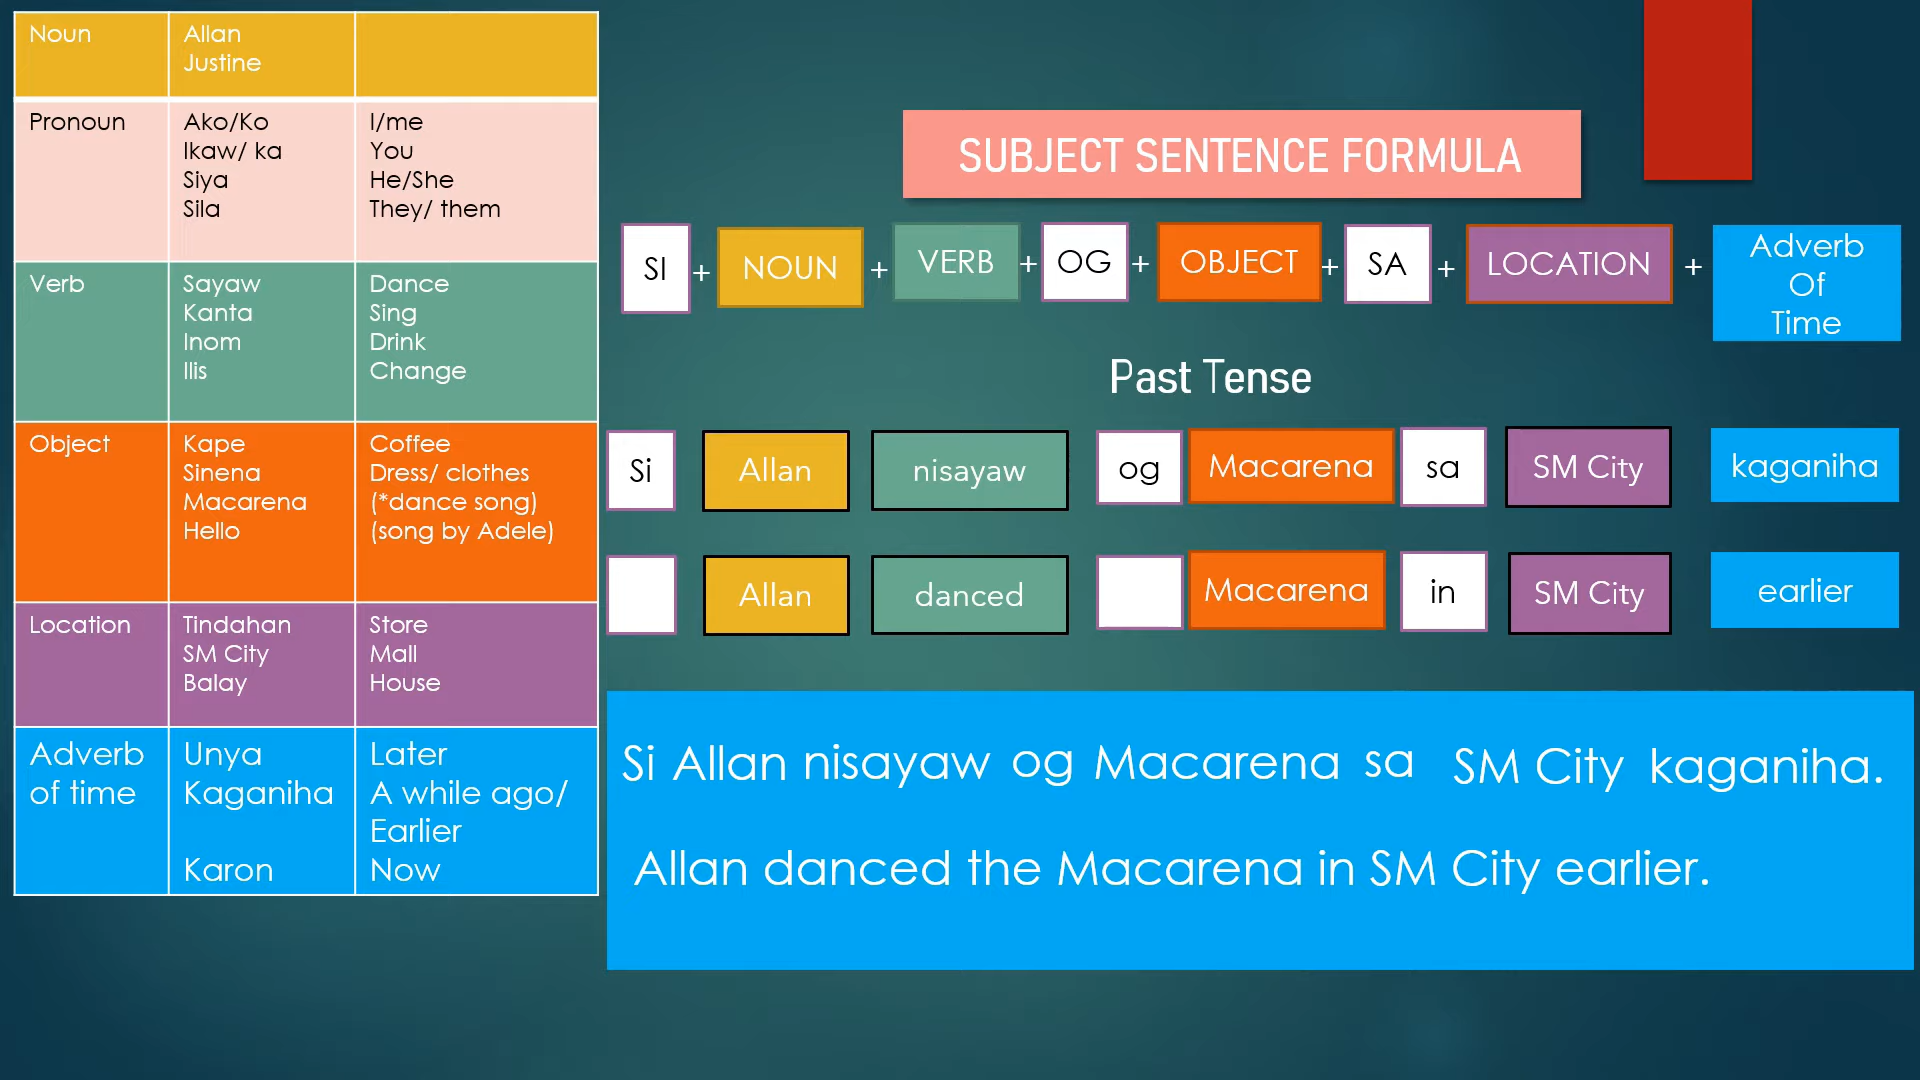 Noun Allan
Justine
Pronoun Ako/Ko I/me
Ikaw/ ka You
Siya He/She
Sila They/ them
Verb Sayaw Dance
Kanta Sing
Inom Drink
Ilis Change
Object Kape Coffee
Sinena Dress/ clothes
Macarena (*dance song)
Hello (song by Adele)
Location Tindahan Store
SM City Mall
Balay House
Adverb Unya Later
of time Kaganiha A while ago/
Earlier
Karon Now
SUBJECT SENTENCE FORMULA
SI + NOUN + VERB + OG + OBJECT + SA + LOCATION + Adverb
Of
Time
Past Tense
Si Allan nisayaw og Macarena sa SM City kaganiha
Allan danced Macarena in SM City earlier
Si Allan nisayaw og Macarena sa SM City kaganiha.
Allan danced the Macarena in SM City earlier.